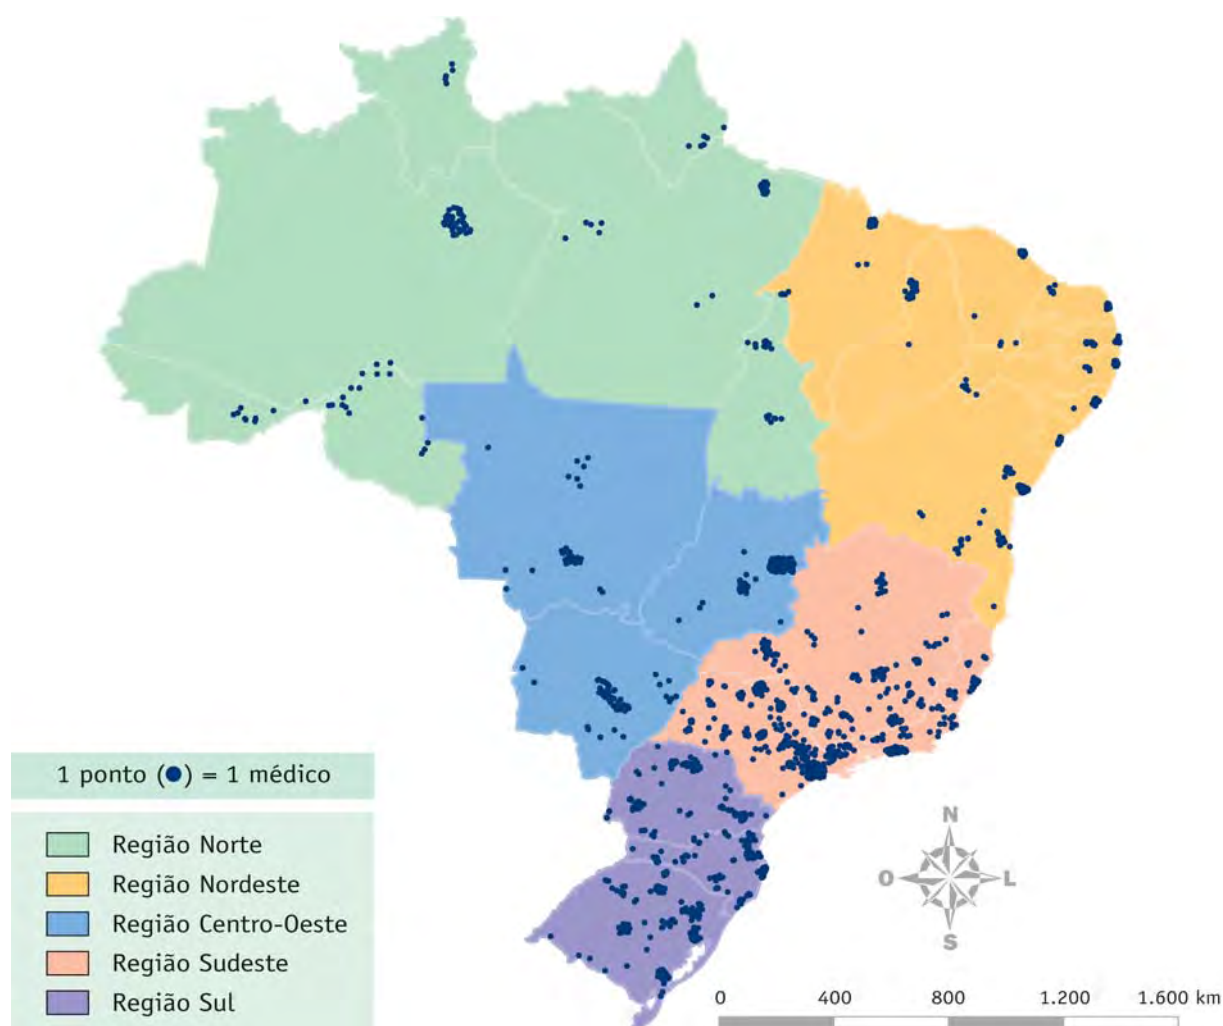 1 ponto (●) = 1 médico
Região Norte
Região Nordeste
Região Centro-Oeste
Região Sudeste
Região Sul
N
O L
S
0 400 800 1.200 1.600 km